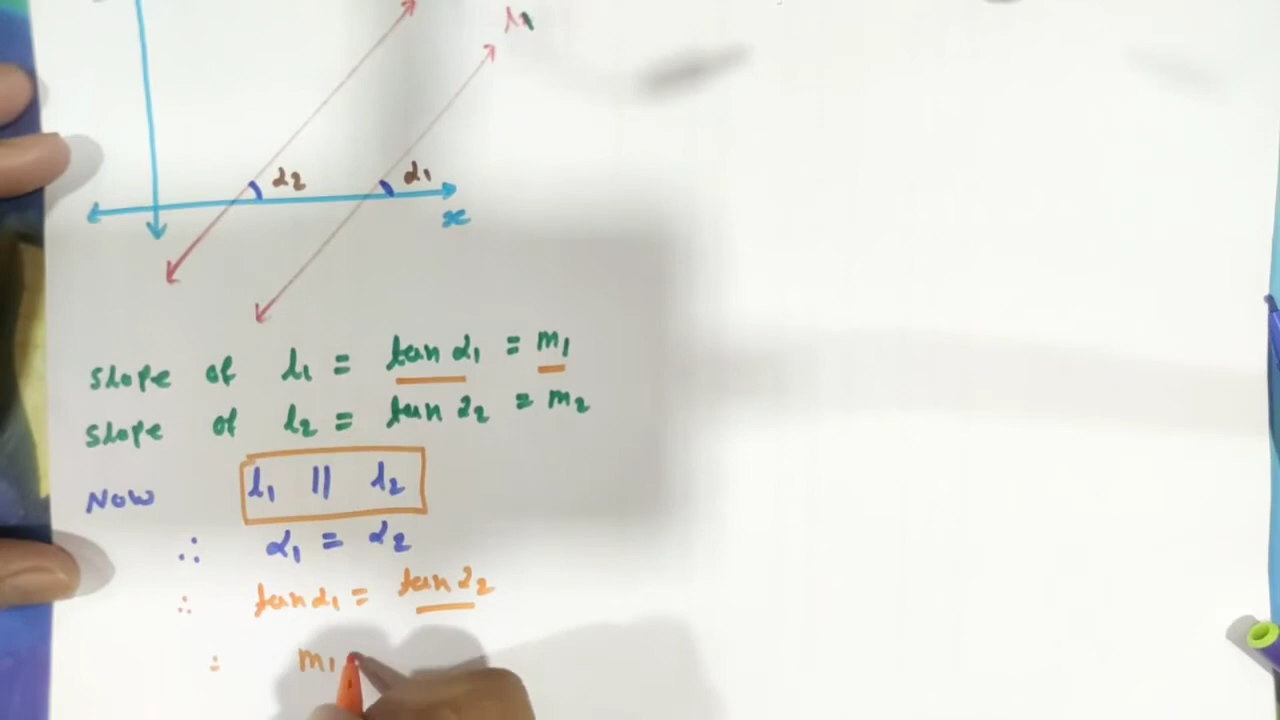 l1
α2 α1
x
slope of l1 = tan α1 = m1
slope of l2 = tan α2 = m2
Now l1 || l2
∴ α1 = α2
∴ tan α1 = tan α2
: m1